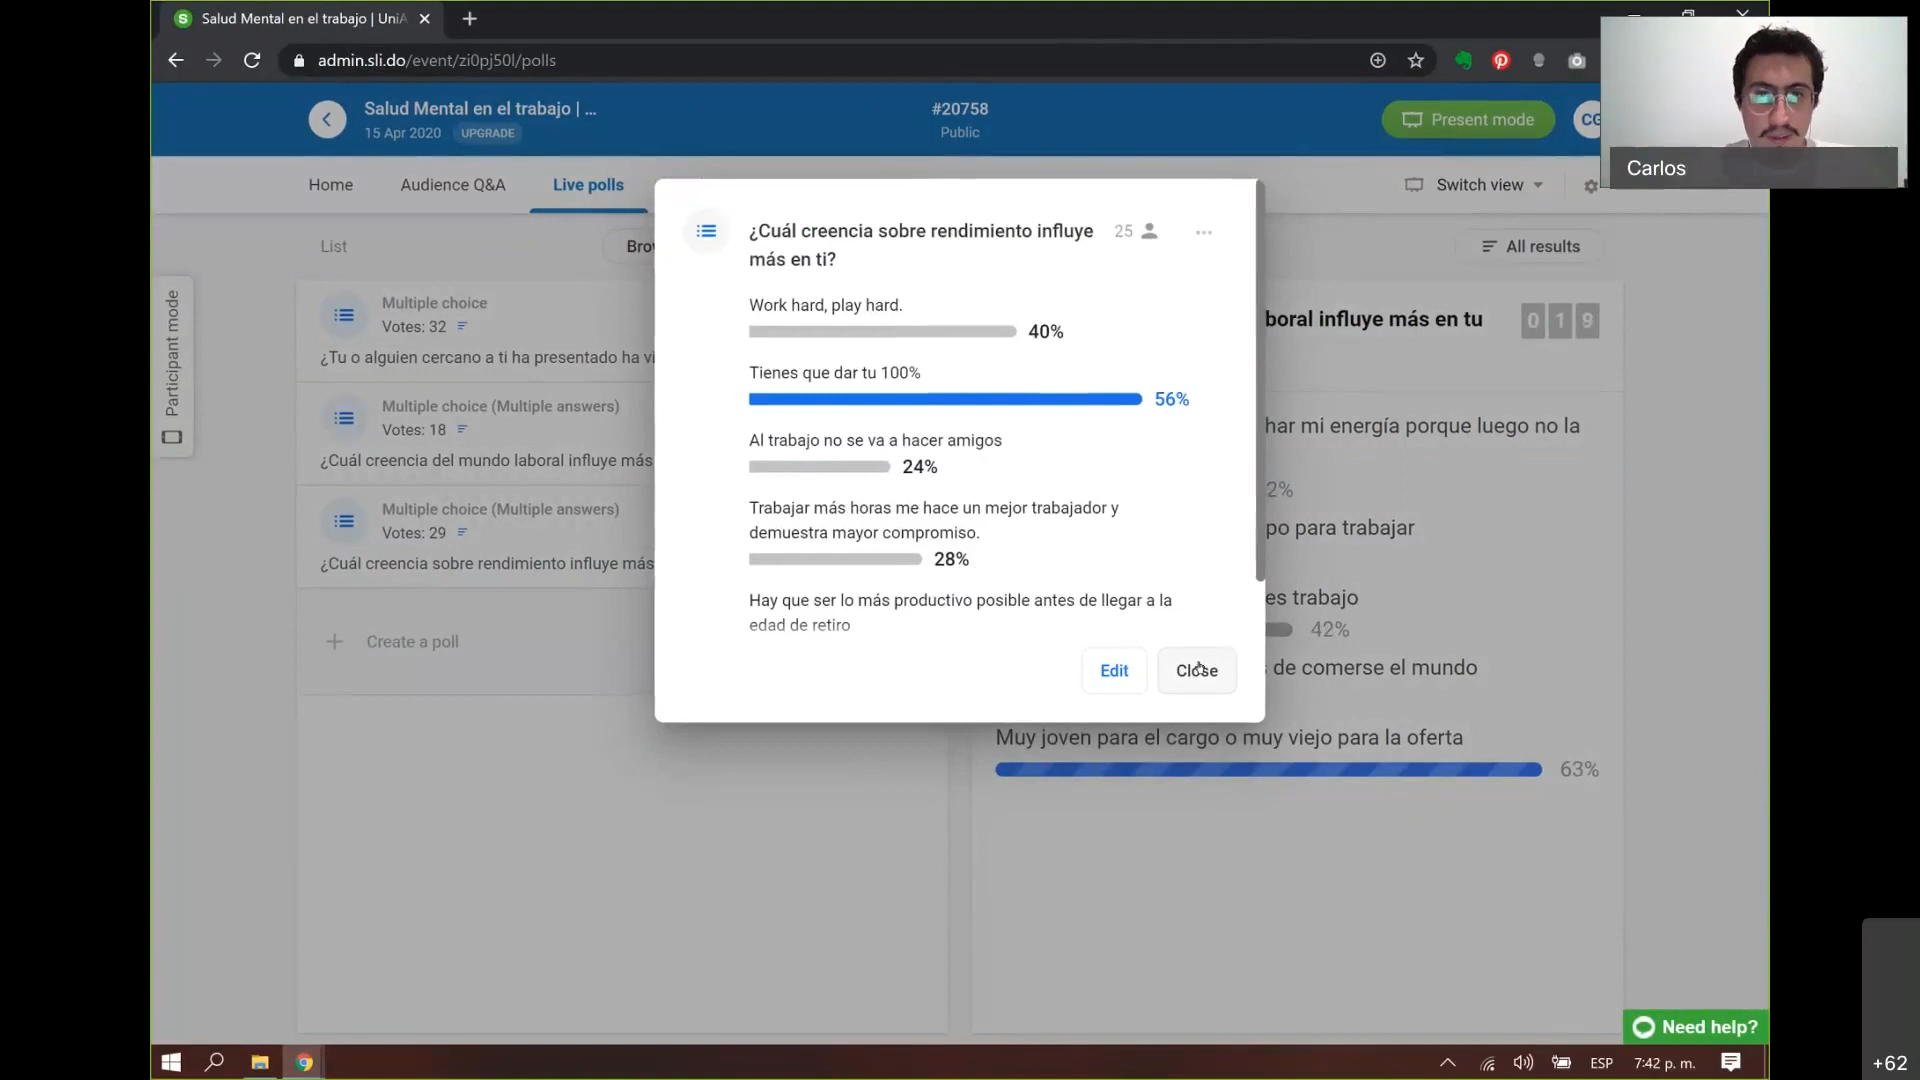 Salud Mental en el trabajo | UniA
admin.sli.do/event/zi0pj50l/polls
Salud Mental en el trabajo | ...
15 Apr 2020 UPGRADE
#20758
Public
Present mode
CG
Carlos
Home
Audience Q&A
Live polls
Switch view
List
Brow
All results
Participant mode
Multiple choice
Votes: 32
¿Tu o alguien cercano a ti ha presentado ha vi
Multiple choice (Multiple answers)
Votes: 18
¿Cuál creencia del mundo laboral influye más
Multiple choice (Multiple answers)
Votes: 29
¿Cuál creencia sobre rendimiento influye más
Create a poll
¿Cuál creencia sobre rendimiento influye
más en ti?
25
Work hard, play hard.
40%
Tienes que dar tu 100%
56%
Al trabajo no se va a hacer amigos
24%
Trabajar más horas me hace un mejor trabajador y
demuestra mayor compromiso.
28%
Hay que ser lo más productivo posible antes de llegar a la
edad de retiro
Edit
Close
boral influye más en tu
019
har mi energía porque luego no la
2%
po para trabajar
es trabajo
42%
de comerse el mundo
Muy joven para el cargo o muy viejo para la oferta
63%
Need help?
ESP
7:42 p. m.
+62